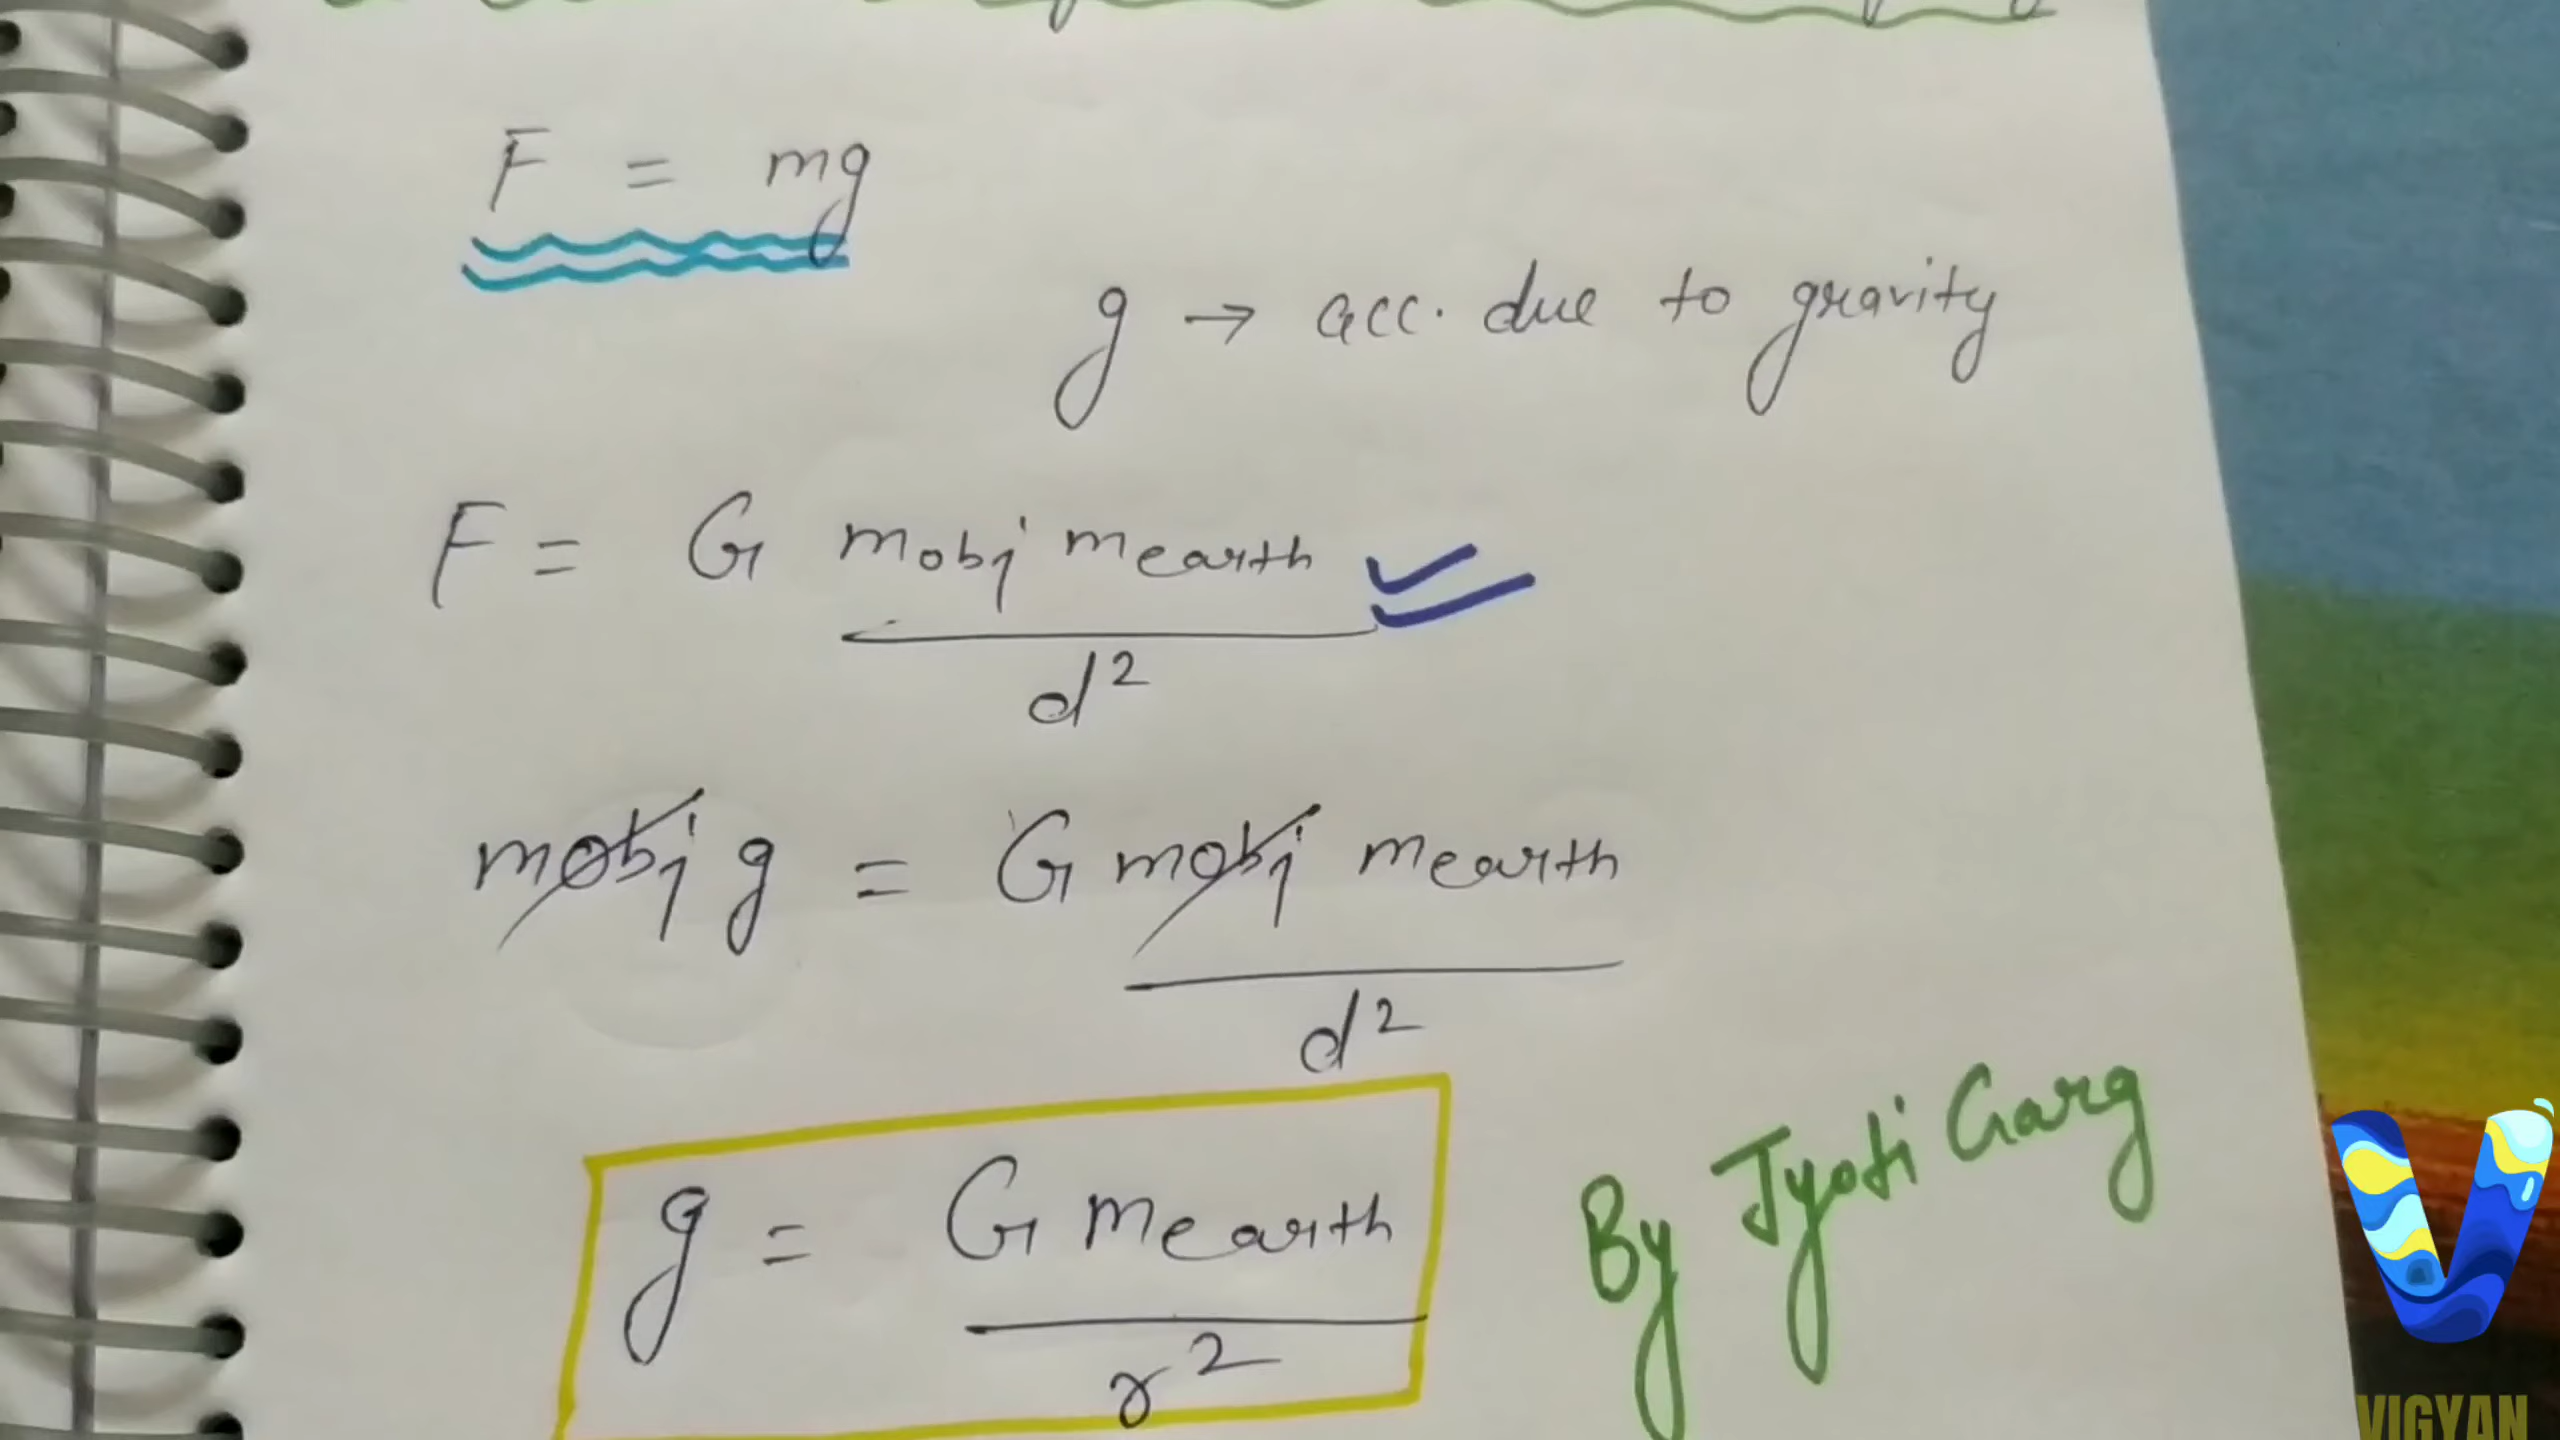 F = mg
g → acc. due to gravity
F = G mobj mearth
d²
mobj g = G mobj mearth
d²
g = G mearth
r²
By Jyoti Garg
VIGYAN